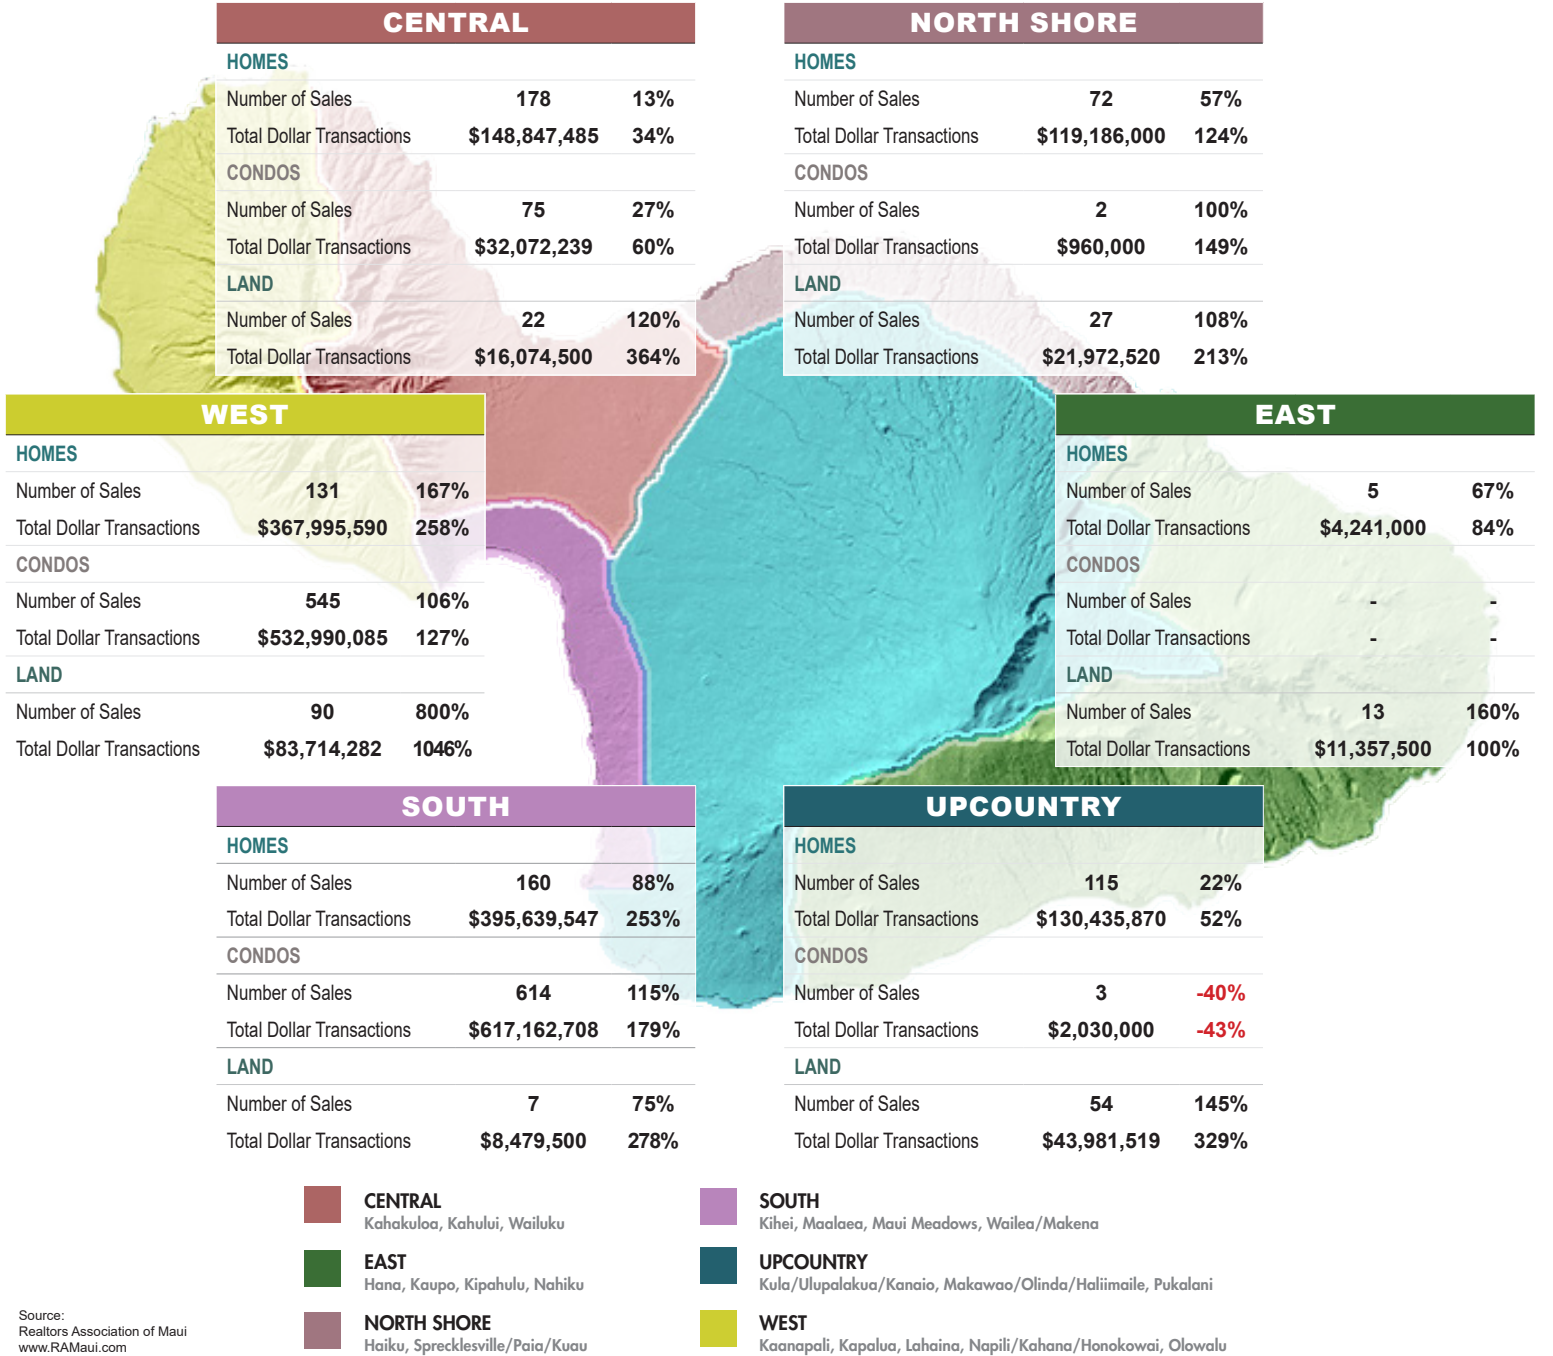 CENTRAL
HOMES
Number of Sales 178 13%
Total Dollar Transactions $148,847,485 34%
CONDOS
Number of Sales 75 27%
Total Dollar Transactions $32,072,239 60%
LAND
Number of Sales 22 120%
Total Dollar Transactions $16,074,500 364%
NORTH SHORE
HOMES
Number of Sales 72 57%
Total Dollar Transactions $119,186,000 124%
CONDOS
Number of Sales 2 100%
Total Dollar Transactions $960,000 149%
LAND
Number of Sales 27 108%
Total Dollar Transactions $21,972,520 213%
WEST
HOMES
Number of Sales 131 167%
Total Dollar Transactions $367,995,590 258%
CONDOS
Number of Sales 545 106%
Total Dollar Transactions $532,990,085 127%
LAND
Number of Sales 90 800%
Total Dollar Transactions $83,714,282 1046%
EAST
HOMES
Number of Sales 5 67%
Total Dollar Transactions $4,241,000 84%
CONDOS
Number of Sales - -
Total Dollar Transactions - -
LAND
Number of Sales 13 160%
Total Dollar Transactions $11,357,500 100%
SOUTH
HOMES
Number of Sales 160 88%
Total Dollar Transactions $395,639,547 253%
CONDOS
Number of Sales 614 115%
Total Dollar Transactions $617,162,708 179%
LAND
Number of Sales 7 75%
Total Dollar Transactions $8,479,500 278%
UPCOUNTRY
HOMES
Number of Sales 115 22%
Total Dollar Transactions $130,435,870 52%
CONDOS
Number of Sales 3 -40%
Total Dollar Transactions $2,030,000 -43%
LAND
Number of Sales 54 145%
Total Dollar Transactions $43,981,519 329%
CENTRAL
Kahakuloa, Kahului, Wailuku
EAST
Hana, Kaupo, Kipahulu, Nahiku
NORTH SHORE
Haiku, Sprecklesville/Paia/Kuau
SOUTH
Kihei, Maalaea, Maui Meadows, Wailea/Makena
UPCOUNTRY
Kula/Ulupalakua/Kanaio, Makawao/Olinda/Haliimaile, Pukalani
WEST
Kaanapali, Kapalua, Lahaina, Napili/Kahana/Honokowai, Olowalu
Source:
Realtors Association of Maui
www.RAMaui.com